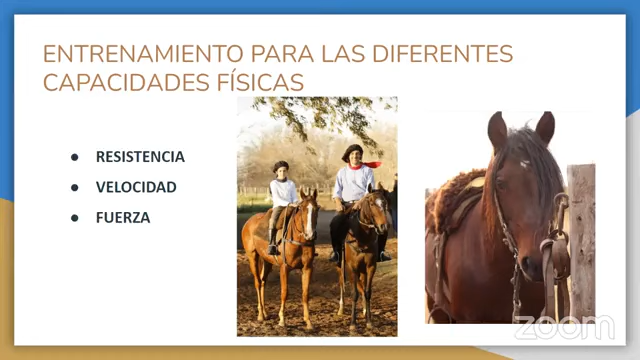 ENTRENAMIENTO PARA LAS DIFERENTES
CAPACIDADES FÍSICAS
● RESISTENCIA
● VELOCIDAD
● FUERZA
zoom